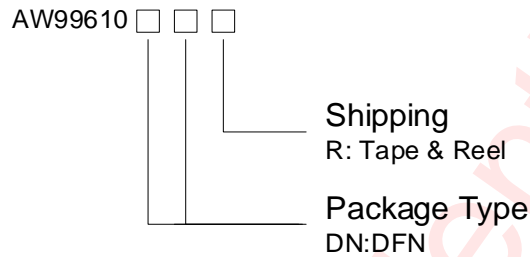 AW99610 □ □ □
Shipping
R: Tape & Reel
Package Type
DN:DFN